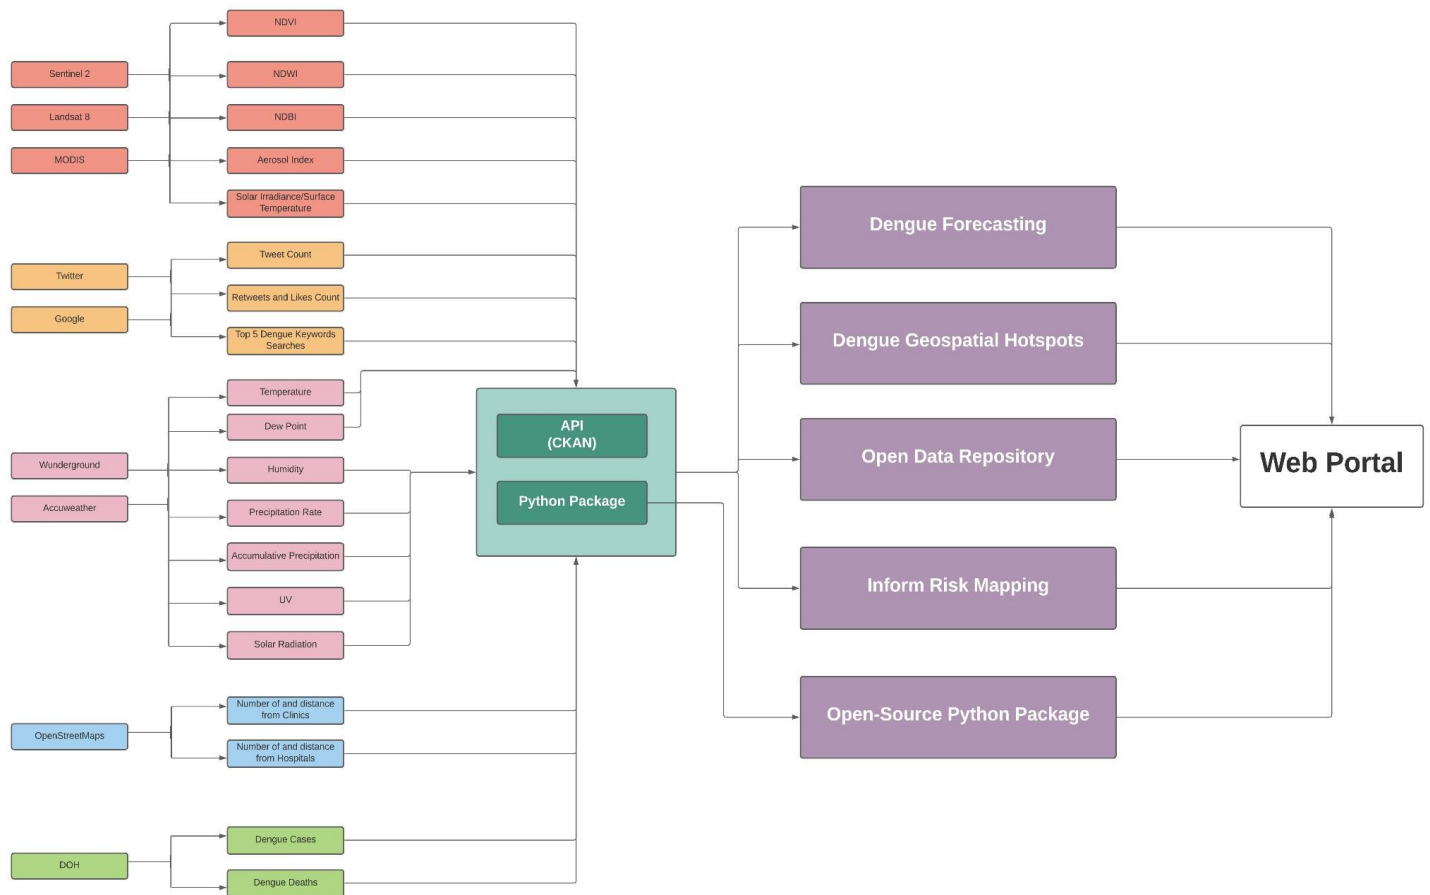 NDVI
Sentinel 2
NDWI
Landsat 8
NDBI
MODIS
Aerosol Index
Solar Irradiance/Surface
Temperature
Twitter
Google
Tweet Count
Retweets and Likes Count
Top 5 Dengue Keywords
Searches
Wunderground
Accuweather
Temperature
Dew Point
Humidity
Precipitation Rate
Accumulative Precipitation
UV
Solar Radiation
OpenStreetMaps
Number of and distance
from Clinics
Number of and distance
from Hospitals
DOH
Dengue Cases
Dengue Deaths
API
(CKAN)
Python Package
Dengue Forecasting
Dengue Geospatial Hotspots
Open Data Repository
Inform Risk Mapping
Open-Source Python Package
Web Portal